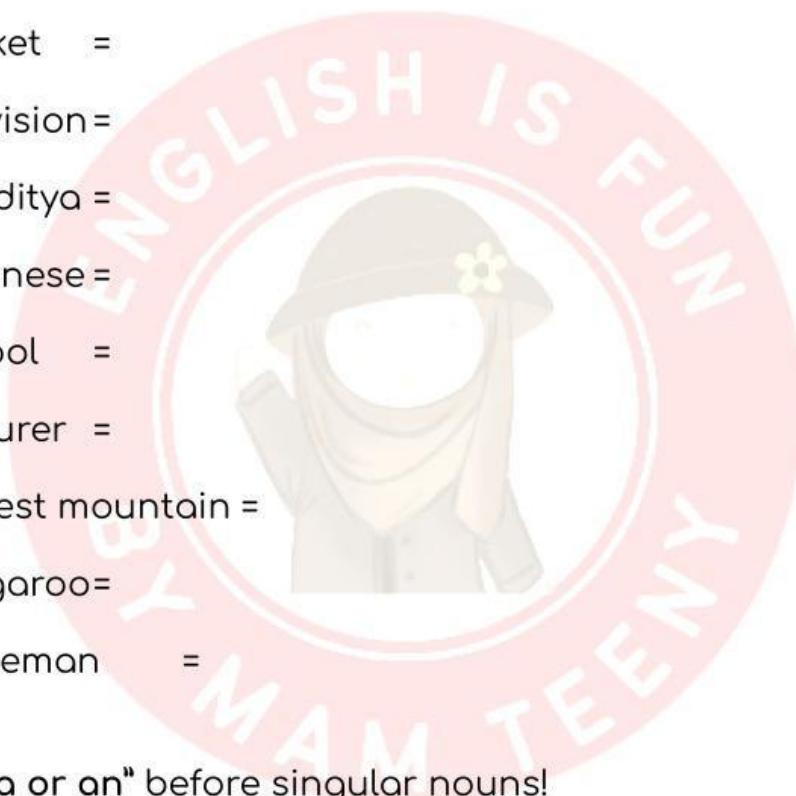 ket =
vision =
ditya =
nese =
ool =
urer =
est mountain =
garoo=
eman =
a or an" before singular nouns!
ENGLISH IS FUN
BY MAM TEENY